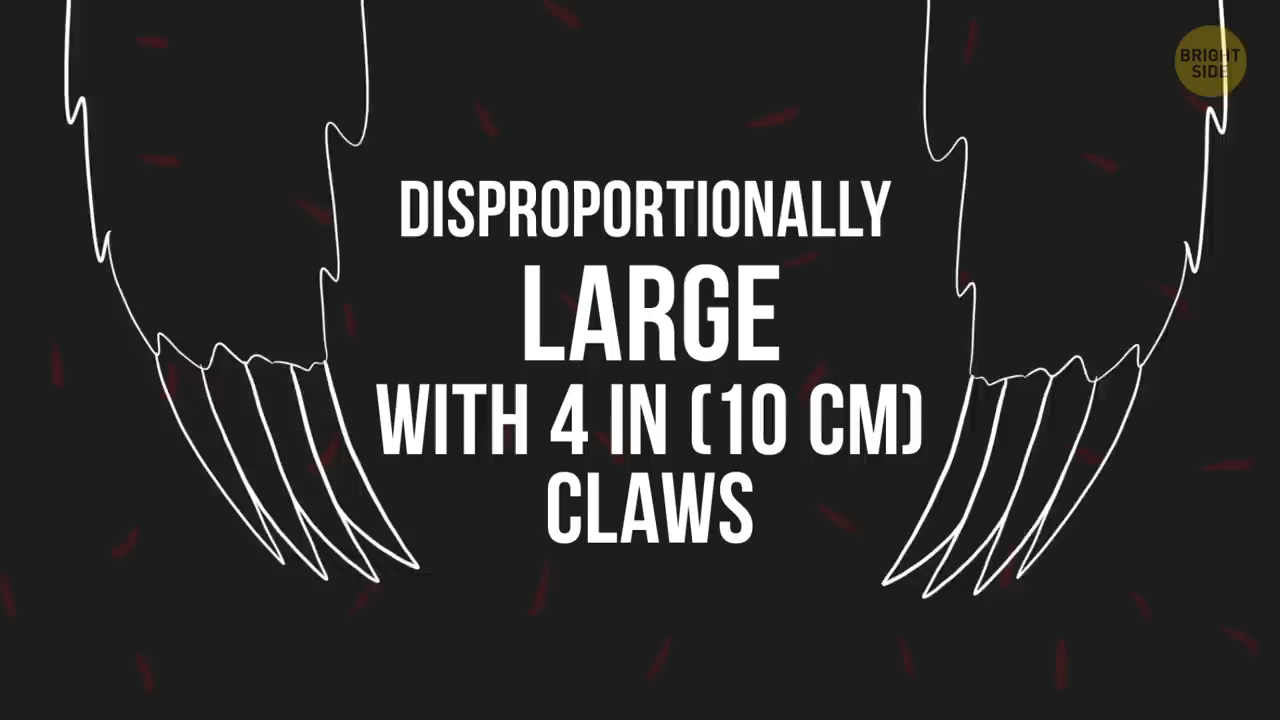 BRIGHT
SIDE
DISPROPORTIONALLY
LARGE
WITH 4 IN (10 CM)
CLAWS